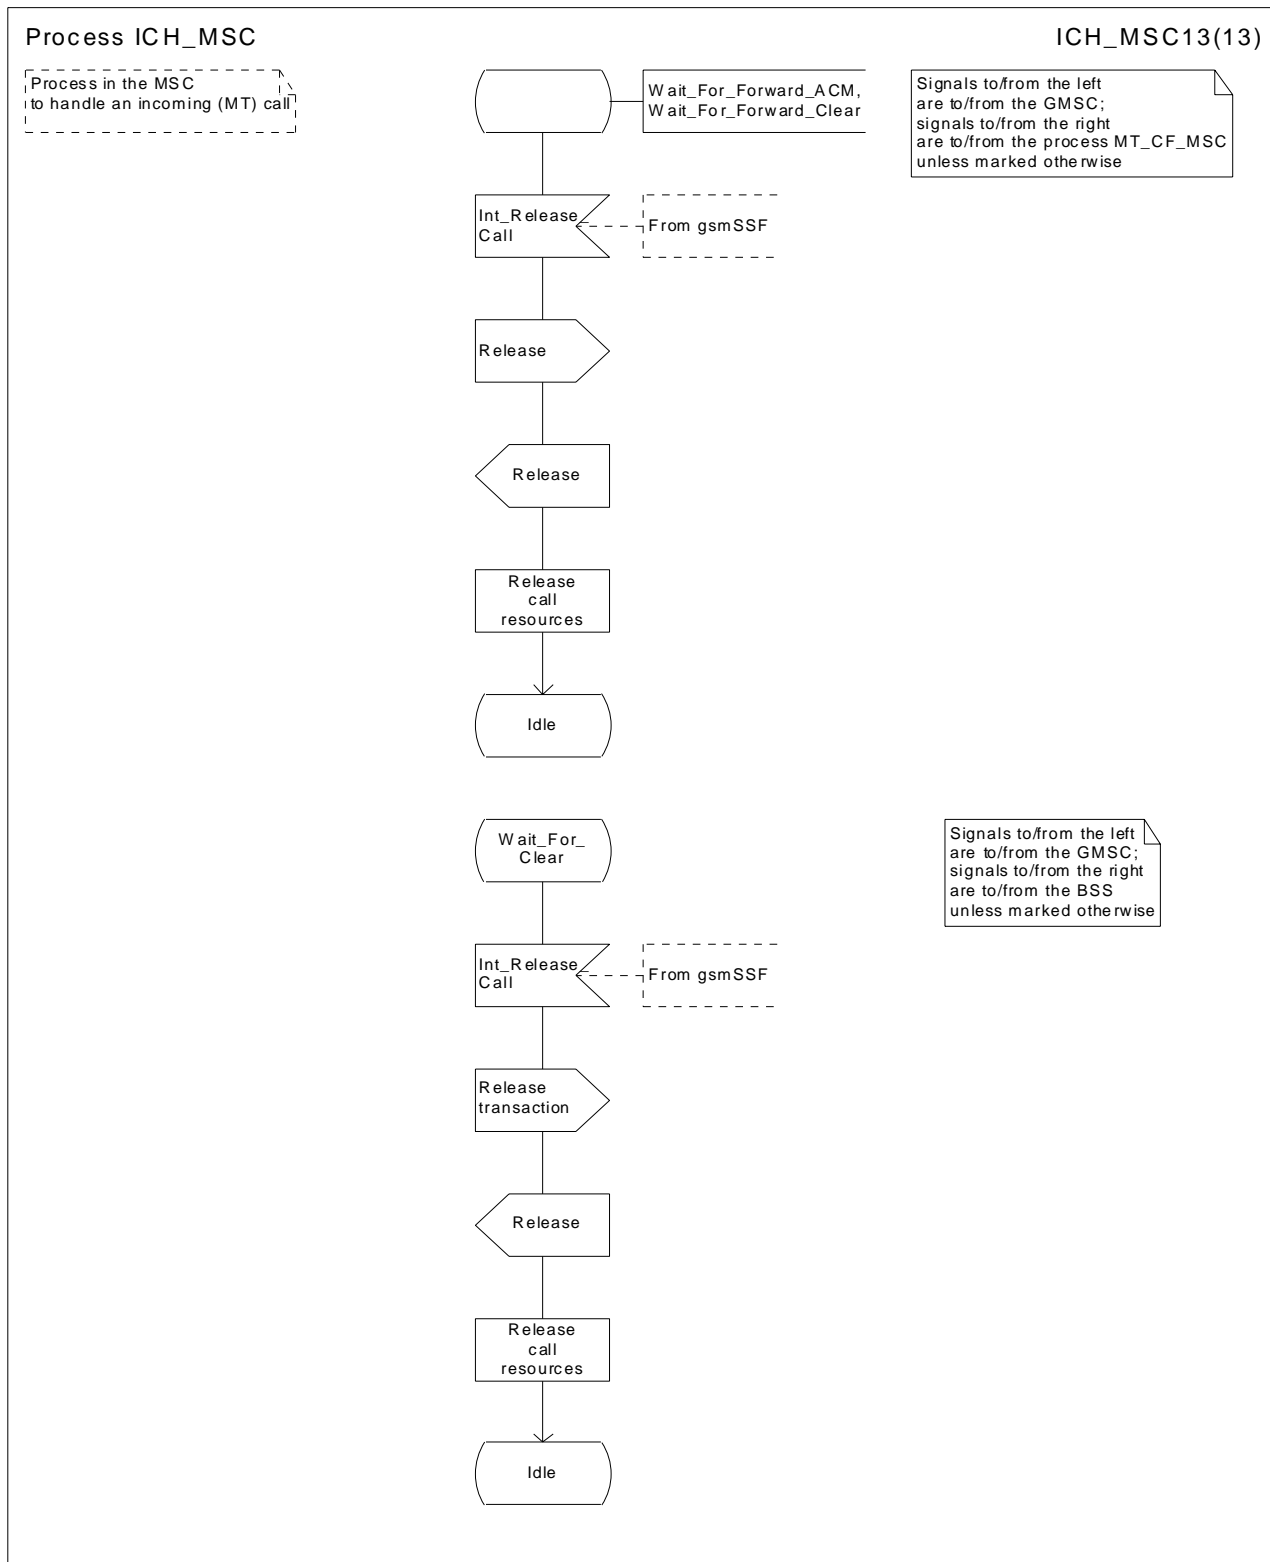 Process ICH_MSC
ICH_MSC13(13)
Process in the MSC
to handle an incoming (MT) call
Wait_For_Forward_ACM,
Wait_For_Forward_Clear
Signals to/from the left
are to/from the GMSC;
signals to/from the right
are to/from the process MT_CF_MSC
unless marked otherwise
Int_Release_
Call
From gsmSSF
Release
Release
Release
call
resources
Idle
Wait_For_
Clear
Signals to/from the left
are to/from the GMSC;
signals to/from the right
are to/from the BSS
unless marked otherwise
Int_Release_
Call
From gsmSSF
Release
transaction
Release
Release
call
resources
Idle